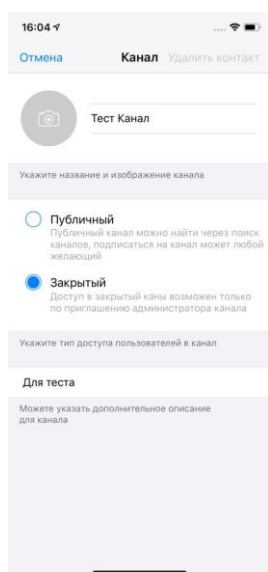 16:04
Отмена Канал Удалить контакт
Тест Канал
Укажите название и изображение канала
Публичный
Публичный канал можно найти через поиск
каналов, подписаться на канал может любой
желающий
Закрытый
Доступ в закрытый каны возможен только
по приглашению администратора канала
Укажите тип доступа пользователей в канал
Для теста
Можете указать дополнительное описание
для канала